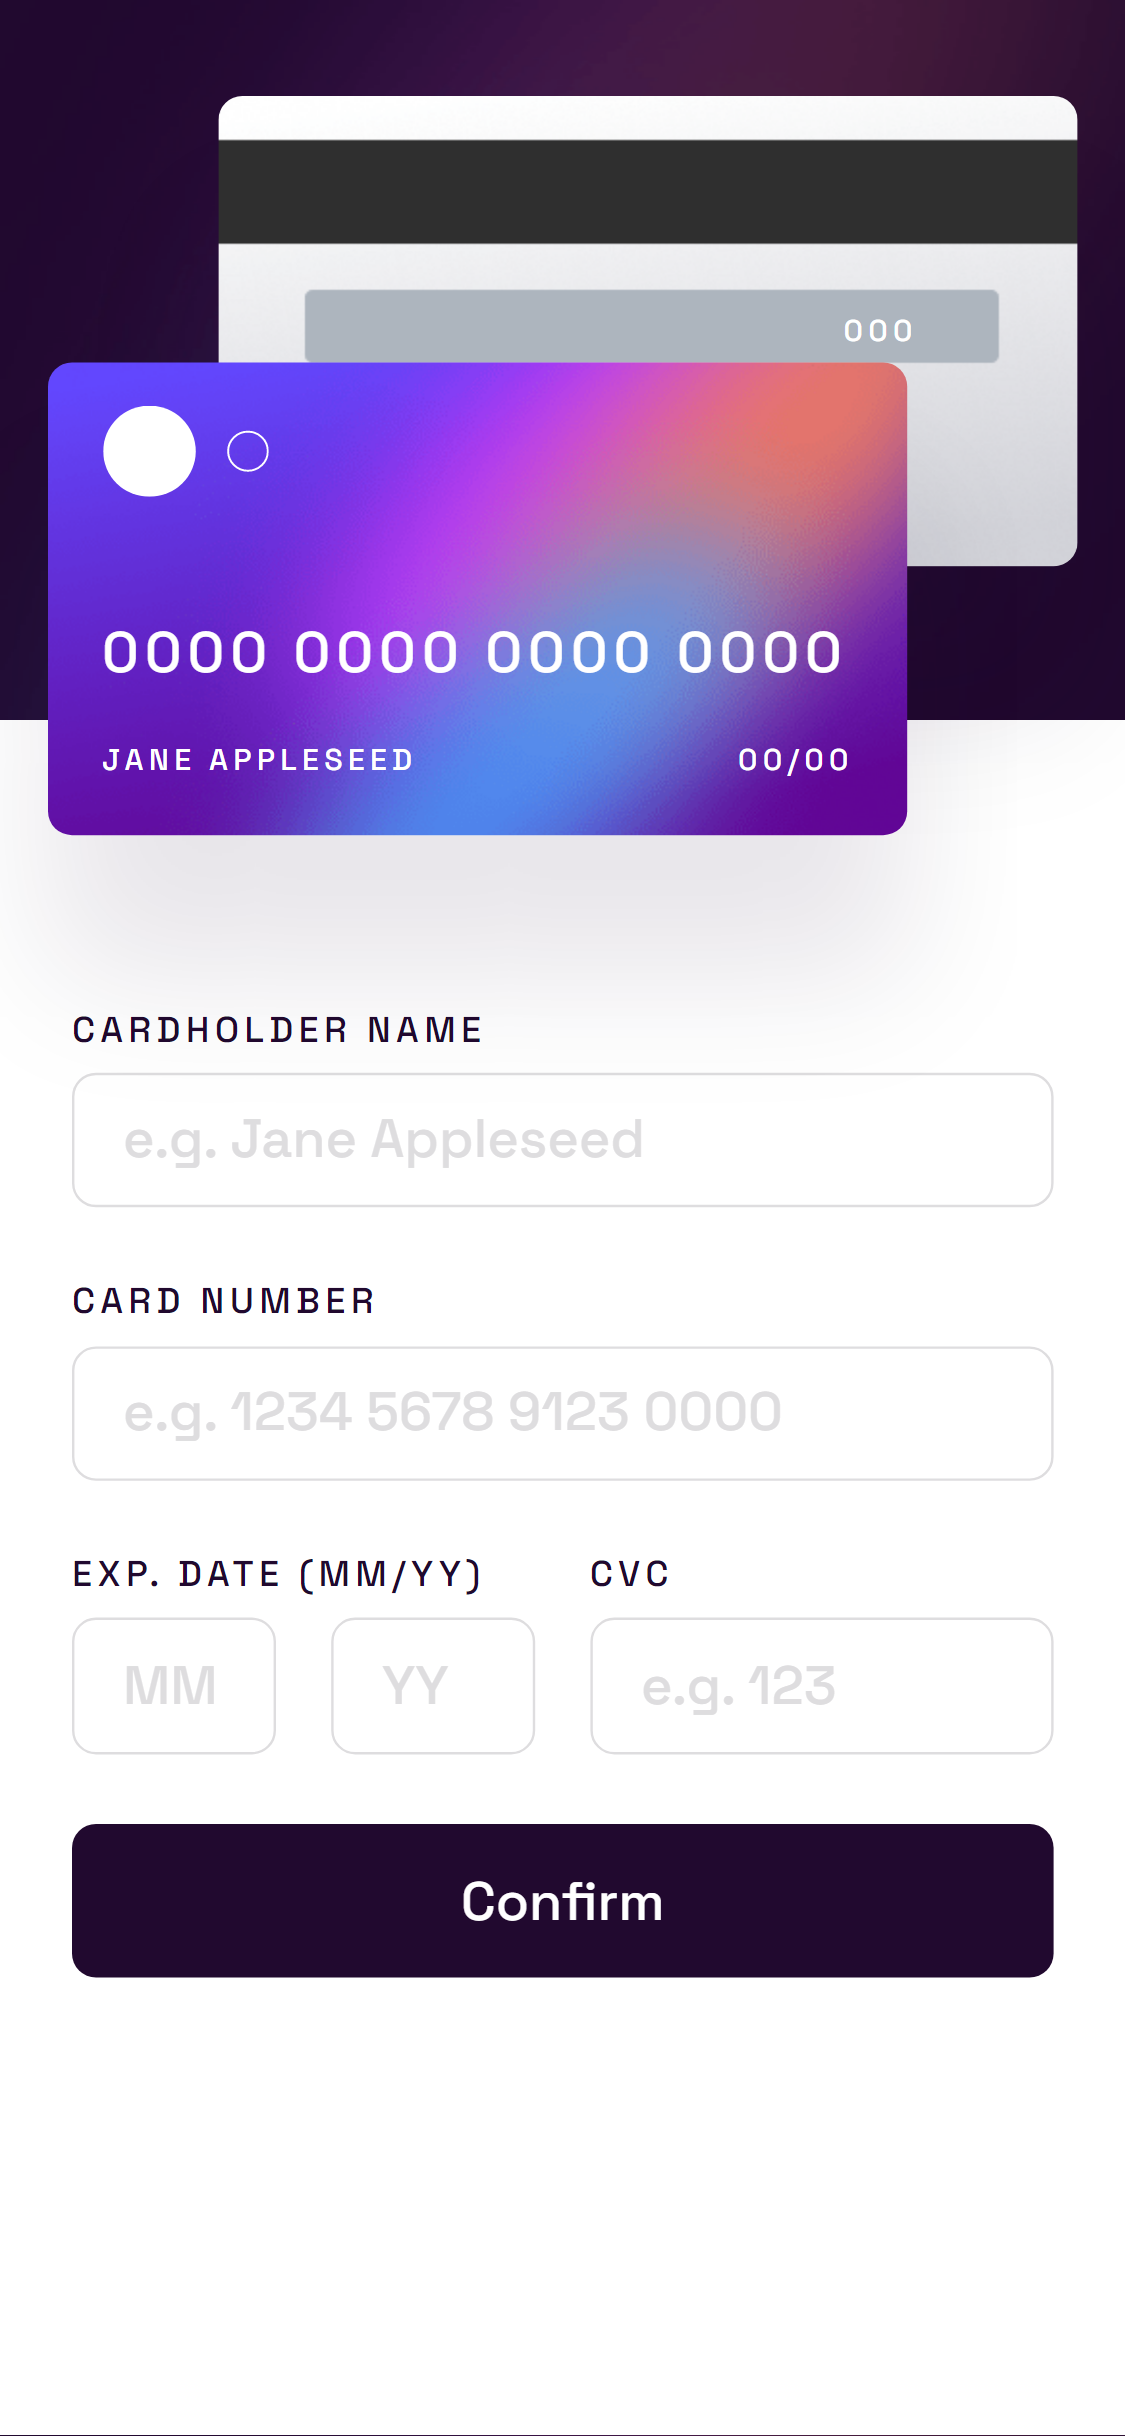 000
0000 0000 0000 0000
JANE APPLESEED 00/00
CARDHOLDER NAME
e.g. Jane Appleseed
CARD NUMBER
e.g. 1234 5678 9123 0000
EXP. DATE (MM/YY) CVC
MM YY e.g. 123
Confirm